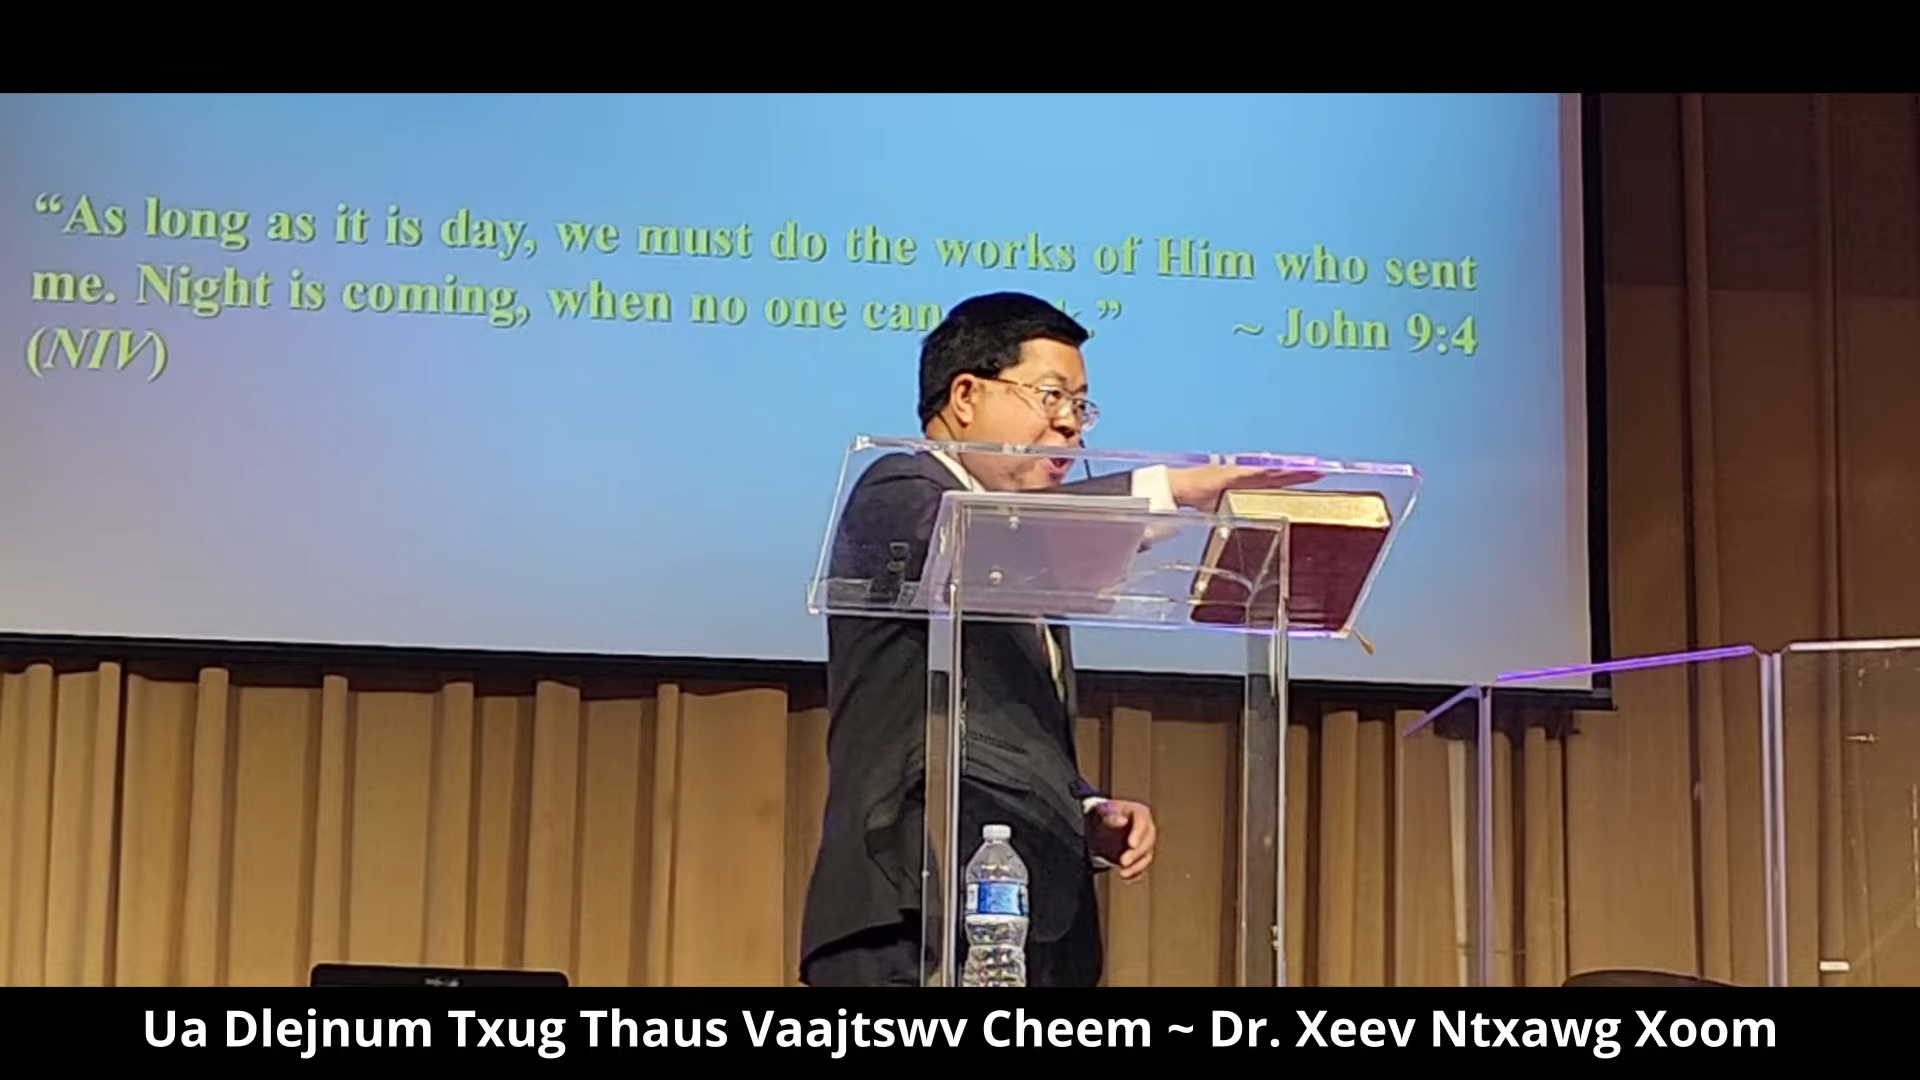 “As long as it is day, we must do the works of Him who sent
me. Night is coming, when no one can ~ John 9:4
(NIV)
Ua Dlejnum Txug Thaus Vaajtswv Cheem ~ Dr. Xeev Ntxawg Xoom